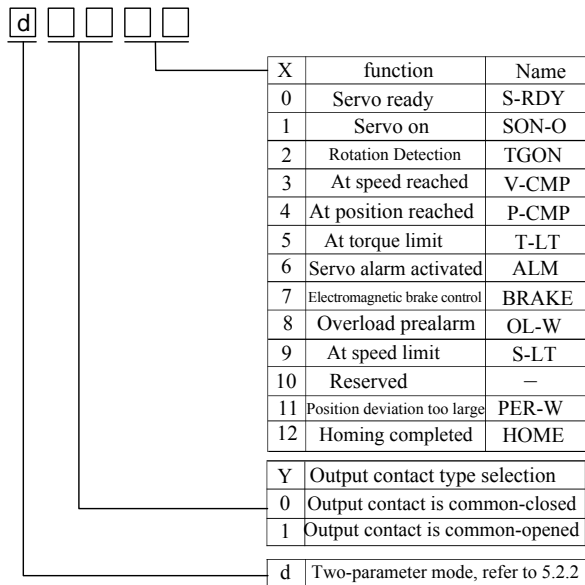 d
X function Name
0 Servo ready S-RDY
1 Servo on SON-O
2 Rotation Detection TGON
3 At speed reached V-CMP
4 At position reached P-CMP
5 At torque limit T-LT
6 Servo alarm activated ALM
7 Electromagnetic brake control BRAKE
8 Overload prealarm OL-W
9 At speed limit S-LT
10 Reserved –
11 Position deviation too large PER-W
12 Homing completed HOME
Y Output contact type selection
0 Output contact is common-closed
1 Output contact is common-opened
d Two-parameter mode, refer to 5.2.2